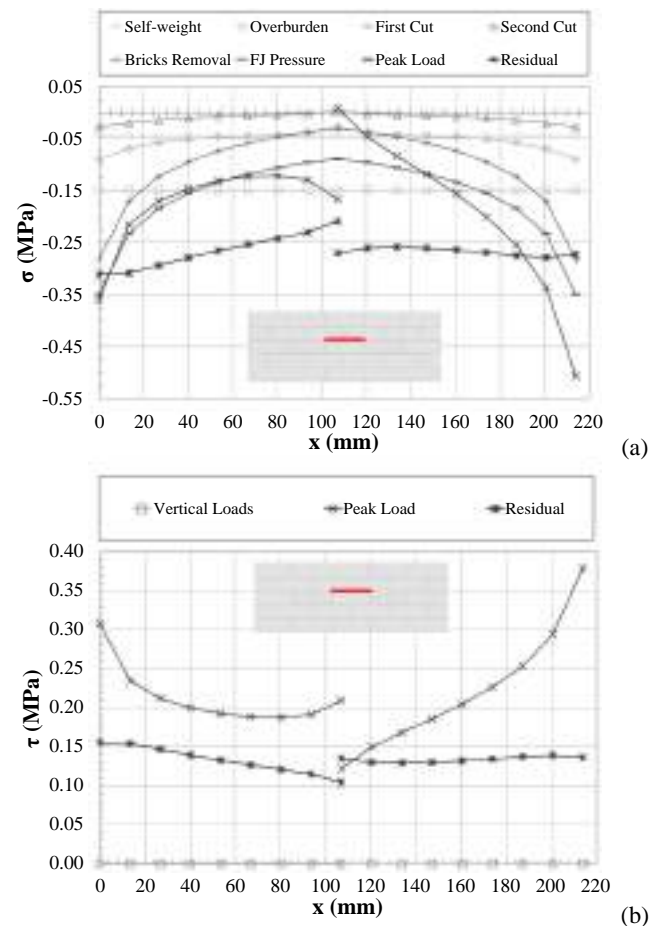 Self-weight Overburden First Cut Second Cut
Bricks Removal FJ Pressure Peak Load Residual
0.05
-0.05
-0.15
-0.25
-0.35
-0.45
-0.55
σ (MPa)
0 20 40 60 80 100 120 140 160 180 200 220
x (mm)
(a)
Vertical Loads Peak Load Residual
0.40
0.35
0.30
0.25
0.20
0.15
0.10
0.05
0.00
τ (MPa)
0 20 40 60 80 100 120 140 160 180 200 220
x (mm)
(b)